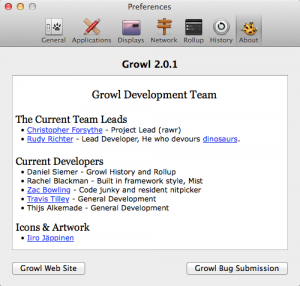 Preferences
General Applications Displays Network Rollup History About
Growl 2.0.1
Growl Development Team
The Current Team Leads
Christopher Forsythe - Project Lead (rawr)
Rudy Richter - Lead Developer, He who devours dinosaurs.
Current Developers
Daniel Siemer - Growl History and Rollup
Rachel Blackman - Built in framework style, Mist
Zac Bowling - Code junky and resident nitpicker
Travis Tilley - General Development
Thijs Alkemade - General Development
Icons & Artwork
Iiro Jäppinen
Growl Web Site
Growl Bug Submission